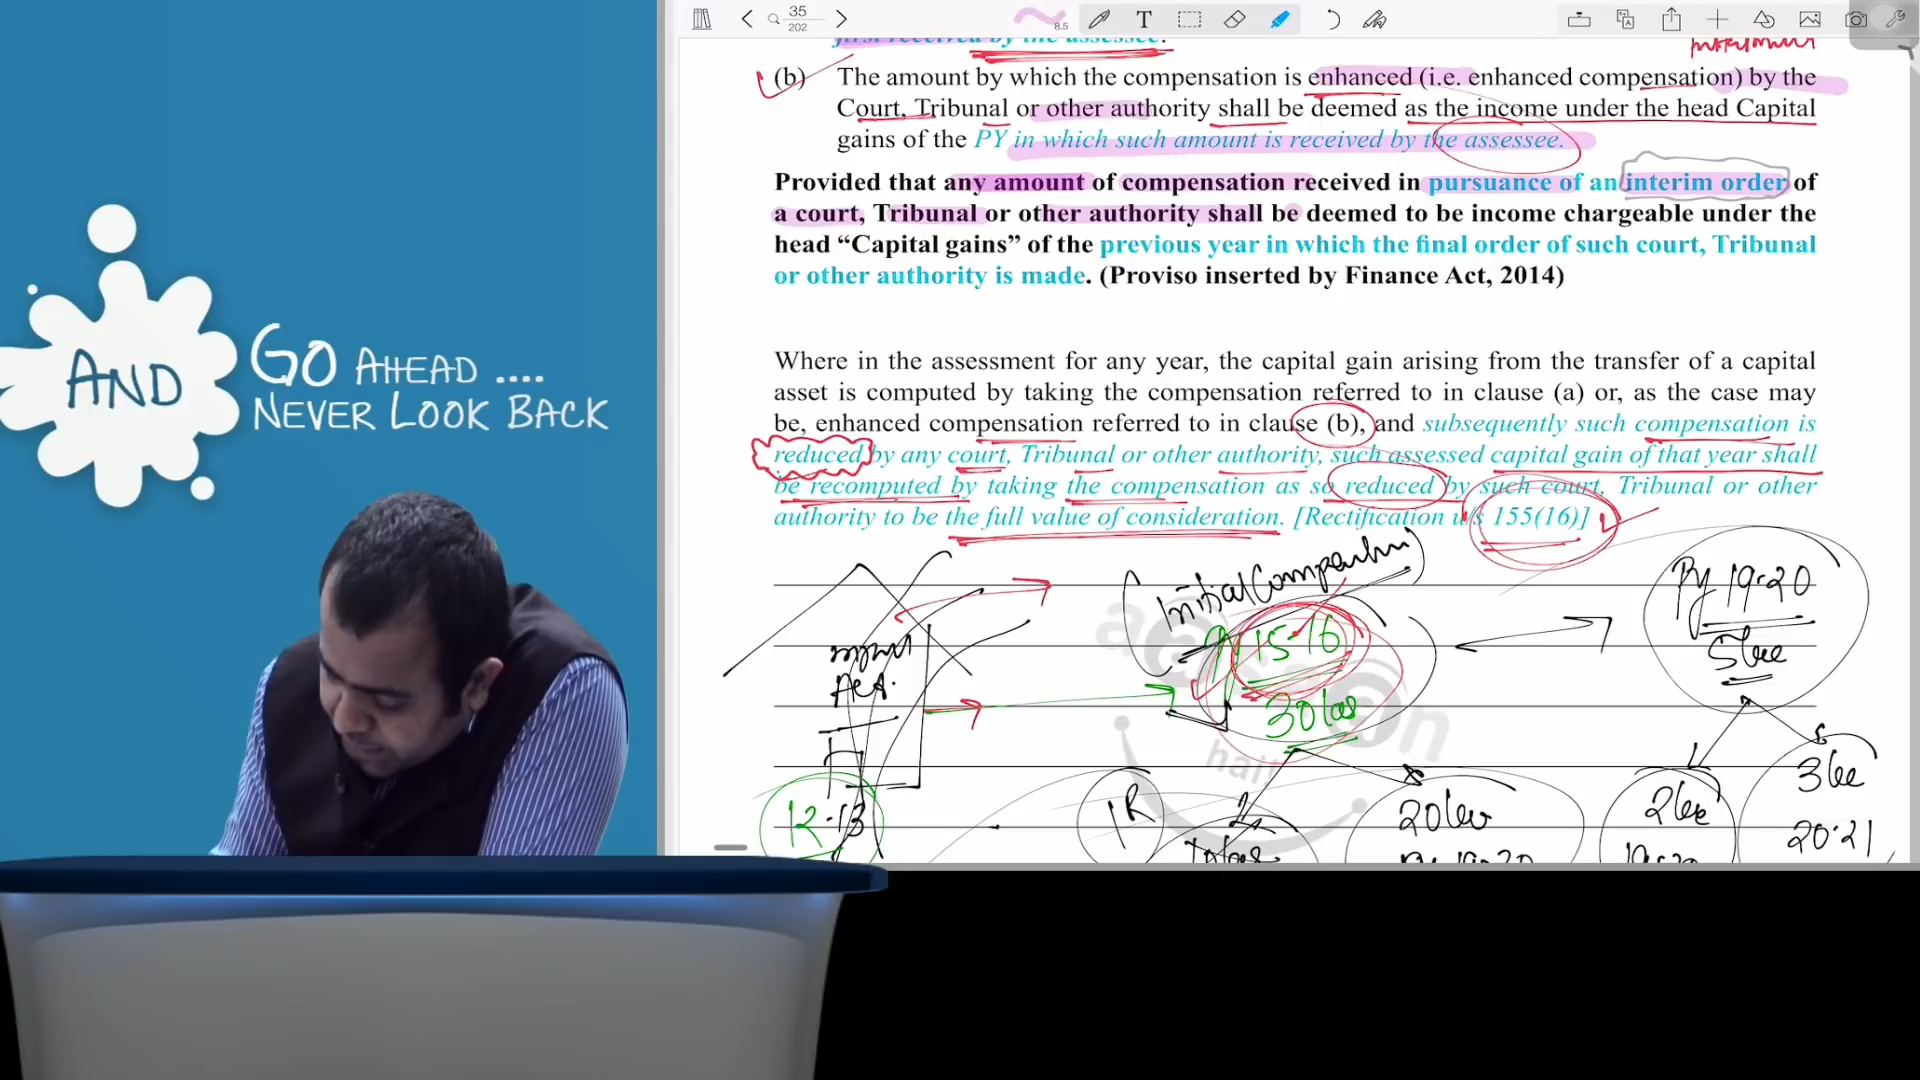 35
202
8.5
T
first received by the assessee.
(b) The amount by which the compensation is enhanced (i.e. enhanced compensation) by the
Court, Tribunal or other authority shall be deemed as the income under the head Capital
gains of the PY in which such amount is received by the assessee.
Provided that any amount of compensation received in pursuance of an interim order of
a court, Tribunal or other authority shall be deemed to be income chargeable under the
head “Capital gains” of the previous year in which the final order of such court, Tribunal
or other authority is made. (Proviso inserted by Finance Act, 2014)
Where in the assessment for any year, the capital gain arising from the transfer of a capital
asset is computed by taking the compensation referred to in clause (a) or, as the case may
be, enhanced compensation referred to in clause (b), and subsequently such compensation is
reduced by any court, Tribunal or other authority, such assessed capital gain of that year shall
be recomputed by taking the compensation as so reduced by such court, Tribunal or other
authority to be the full value of consideration. [Rectification u/s 155(16)]
AND
GO AHEAD ....
NEVER LOOK BACK
Initial
PY 19-20
15-16
30 lac
12-13
1R
20 lac
20-21